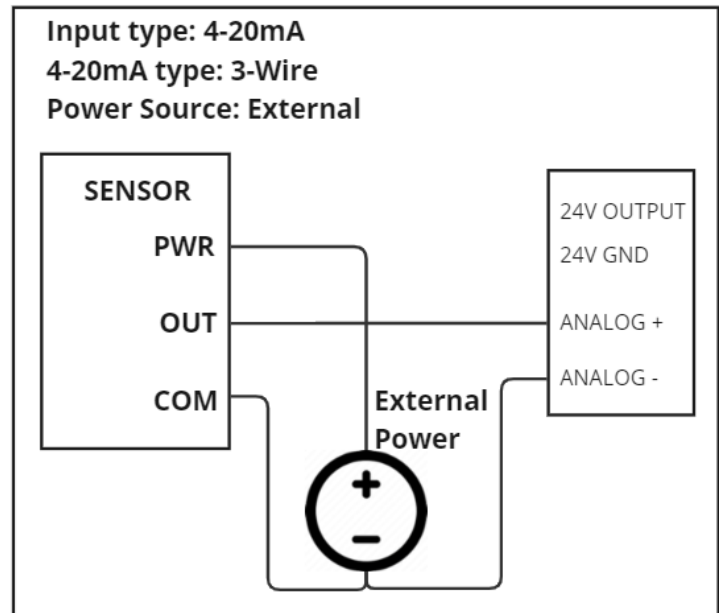 Input type: 4-20mA
4-20mA type: 3-Wire
Power Source: External
SENSOR
PWR
OUT
COM
24V OUTPUT
24V GND
ANALOG +
ANALOG -
External
Power
+
−